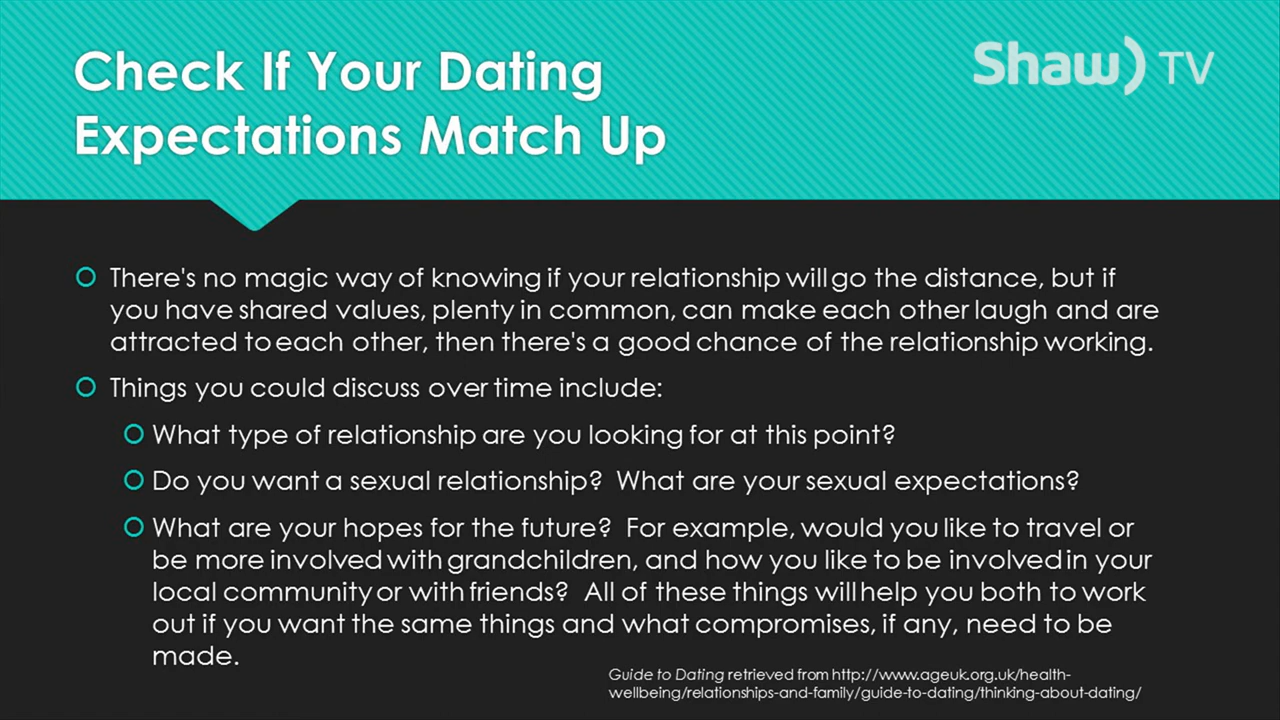 Check If Your Dating
Expectations Match Up
Shaw) TV
There's no magic way of knowing if your relationship will go the distance, but if
you have shared values, plenty in common, can make each other laugh and are
attracted to each other, then there's a good chance of the relationship working.
Things you could discuss over time include:
What type of relationship are you looking for at this point?
Do you want a sexual relationship? What are your sexual expectations?
What are your hopes for the future? For example, would you like to travel or
be more involved with grandchildren, and how you like to be involved in your
local community or with friends? All of these things will help you both to work
out if you want the same things and what compromises, if any, need to be
made.
Guide to Dating retrieved from http://www.ageuk.org.uk/health-
wellbeing/relationships-and-family/guide-to-dating/thinking-about-dating/